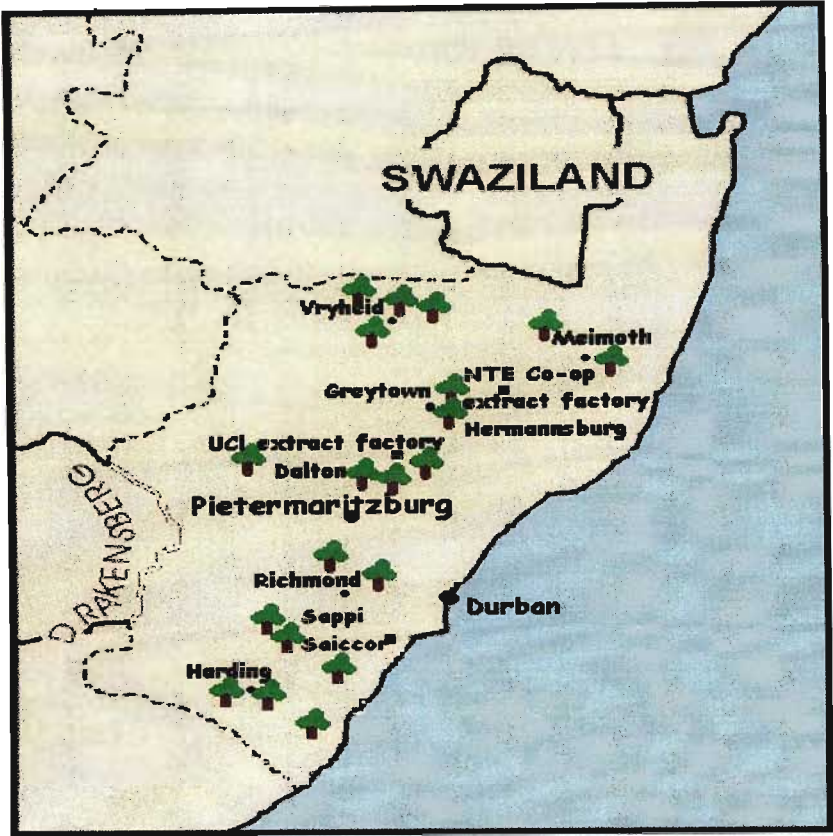 SWAZILAND
Vryheid
Melmoth
NTE Co-op
Greytown
extract factory
Hermannsburg
UCL extract factory
Dalton
Pietermaritzburg
DRAKENSBERG
Richmond
Durban
Sappi
Saiccor
Harding